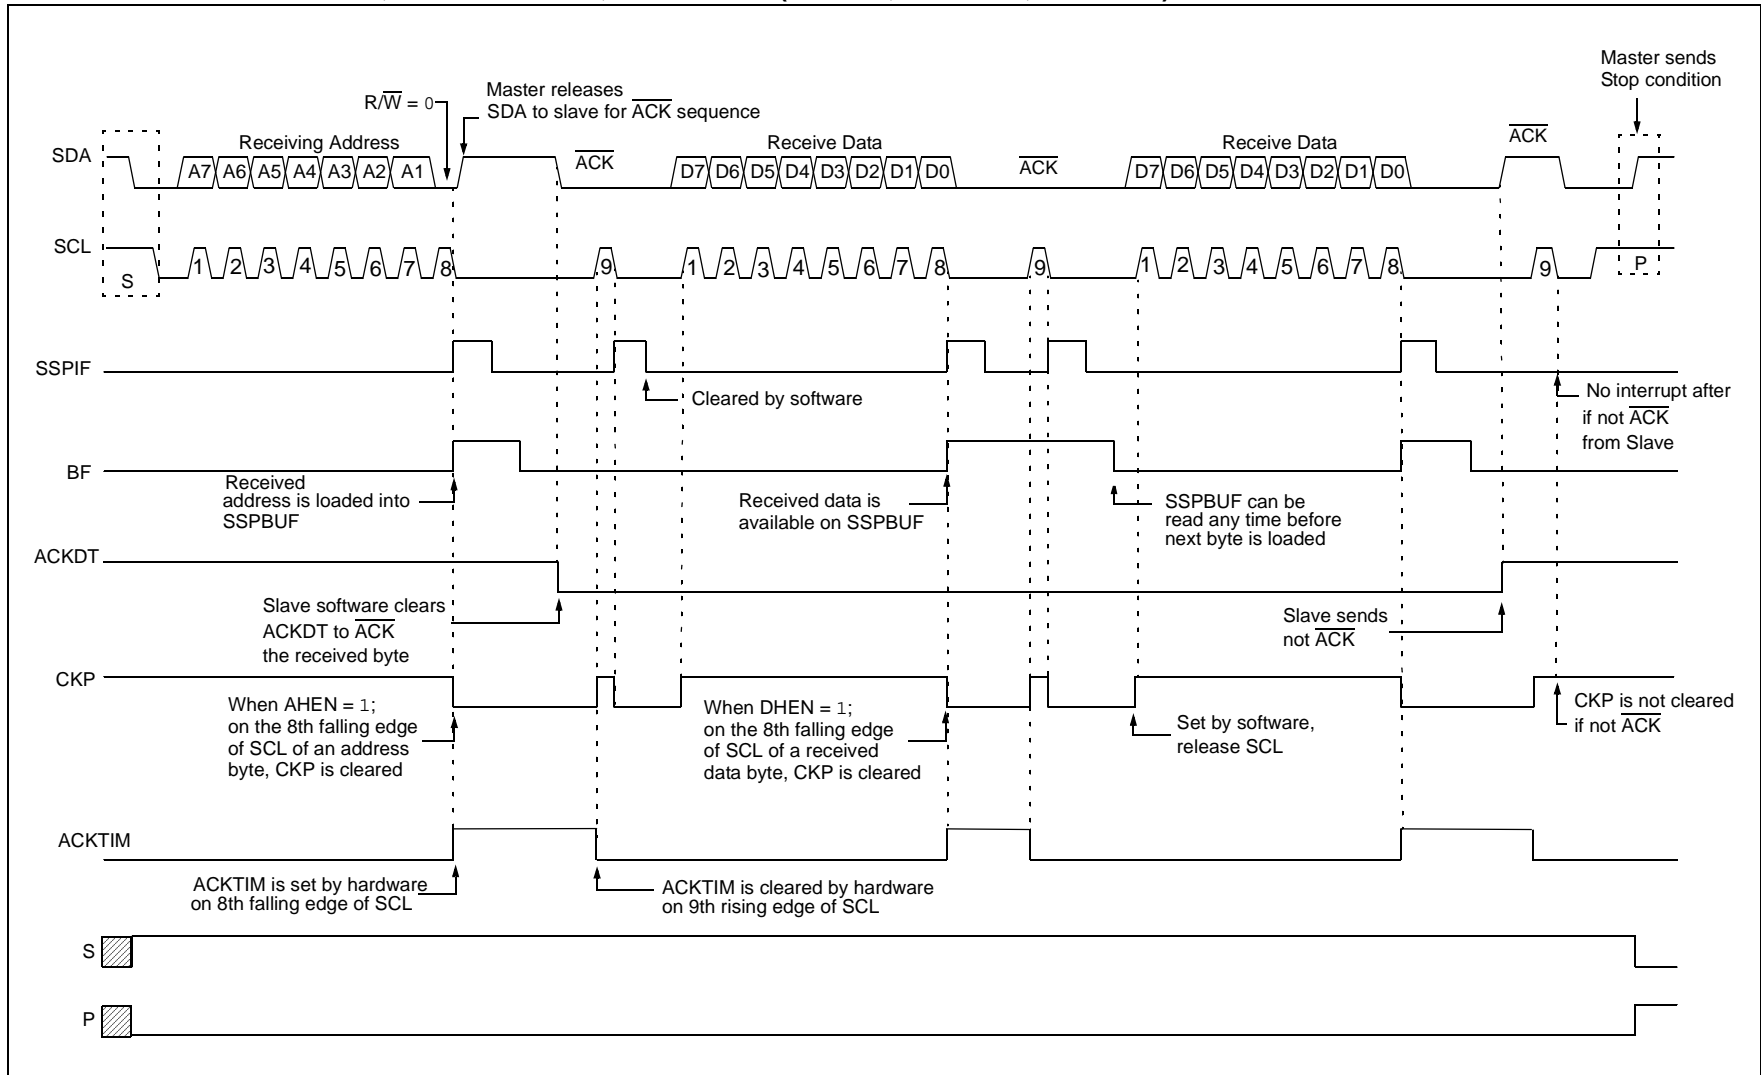 Master sends
Stop condition
Master releases
SDA to slave for ACK sequence
R/W = 0
ACK
Receiving Address
Receive Data
Receive Data
SDA
A7 A6 A5 A4 A3 A2 A1
ACK
D7 D6 D5 D4 D3 D2 D1 D0
ACK
D7 D6 D5 D4 D3 D2 D1 D0
SCL
S
1 2 3 4 5 6 7 8 9
1 2 3 4 5 6 7 8 9
1 2 3 4 5 6 7 8 9
P
SSPIF
Cleared by software
No interrupt after
if not ACK
from Slave
BF
Received
address is loaded into
SSPBUF
Received data is
available on SSPBUF
SSPBUF can be
read any time before
next byte is loaded
ACKDT
Slave software clears
ACKDT to ACK
the received byte
Slave sends
not ACK
CKP
When AHEN = 1;
on the 8th falling edge
of SCL of an address
byte, CKP is cleared
When DHEN = 1;
on the 8th falling edge
of SCL of a received
data byte, CKP is cleared
Set by software,
release SCL
CKP is not cleared
if not ACK
ACKTIM
ACKTIM is set by hardware
on 8th falling edge of SCL
ACKTIM is cleared by hardware
on 9th rising edge of SCL
S
P